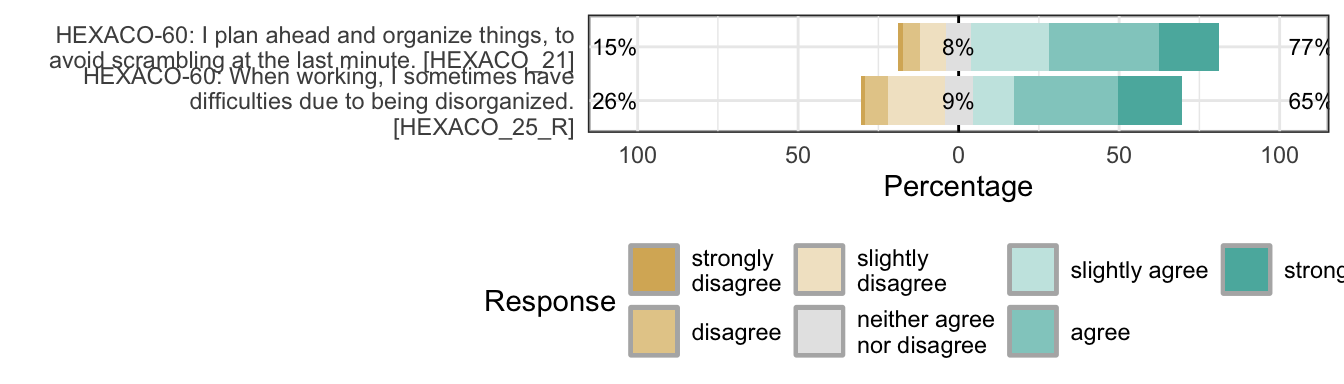 HEXACO-60: I plan ahead and organize things, to
avoid scrambling at the last minute. [HEXACO_21]
HEXACO-60: When working, I sometimes have
difficulties due to being disorganized.
[HEXACO_25_R]
15% 8% 77%
26% 9% 65%
100 50 0 50 100
Percentage
Response
strongly
disagree
disagree
slightly
disagree
neither agree
nor disagree
slightly agree
agree
strong